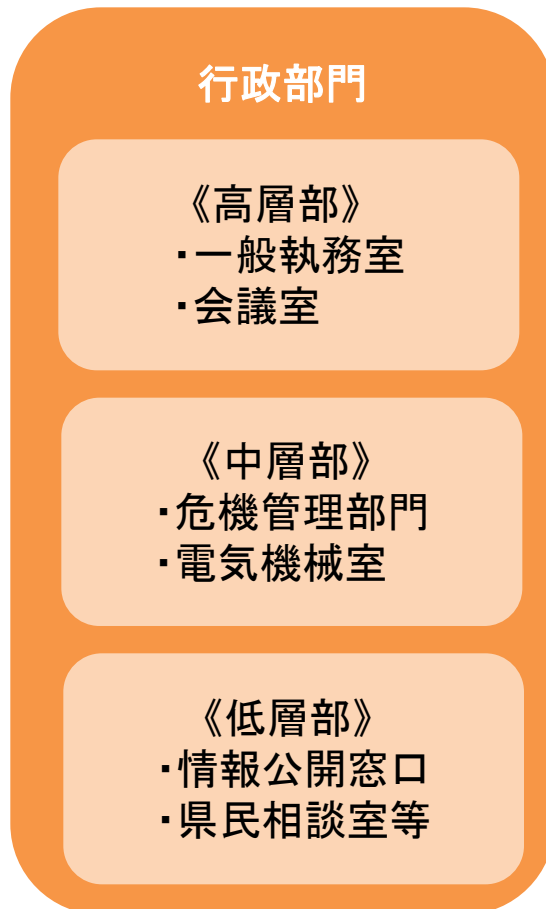 行政部門
《高層部》
・一般執務室
・会議室
《中層部》
・危機管理部門
・電気機械室
《低層部》
・情報公開窓口
・県民相談室等